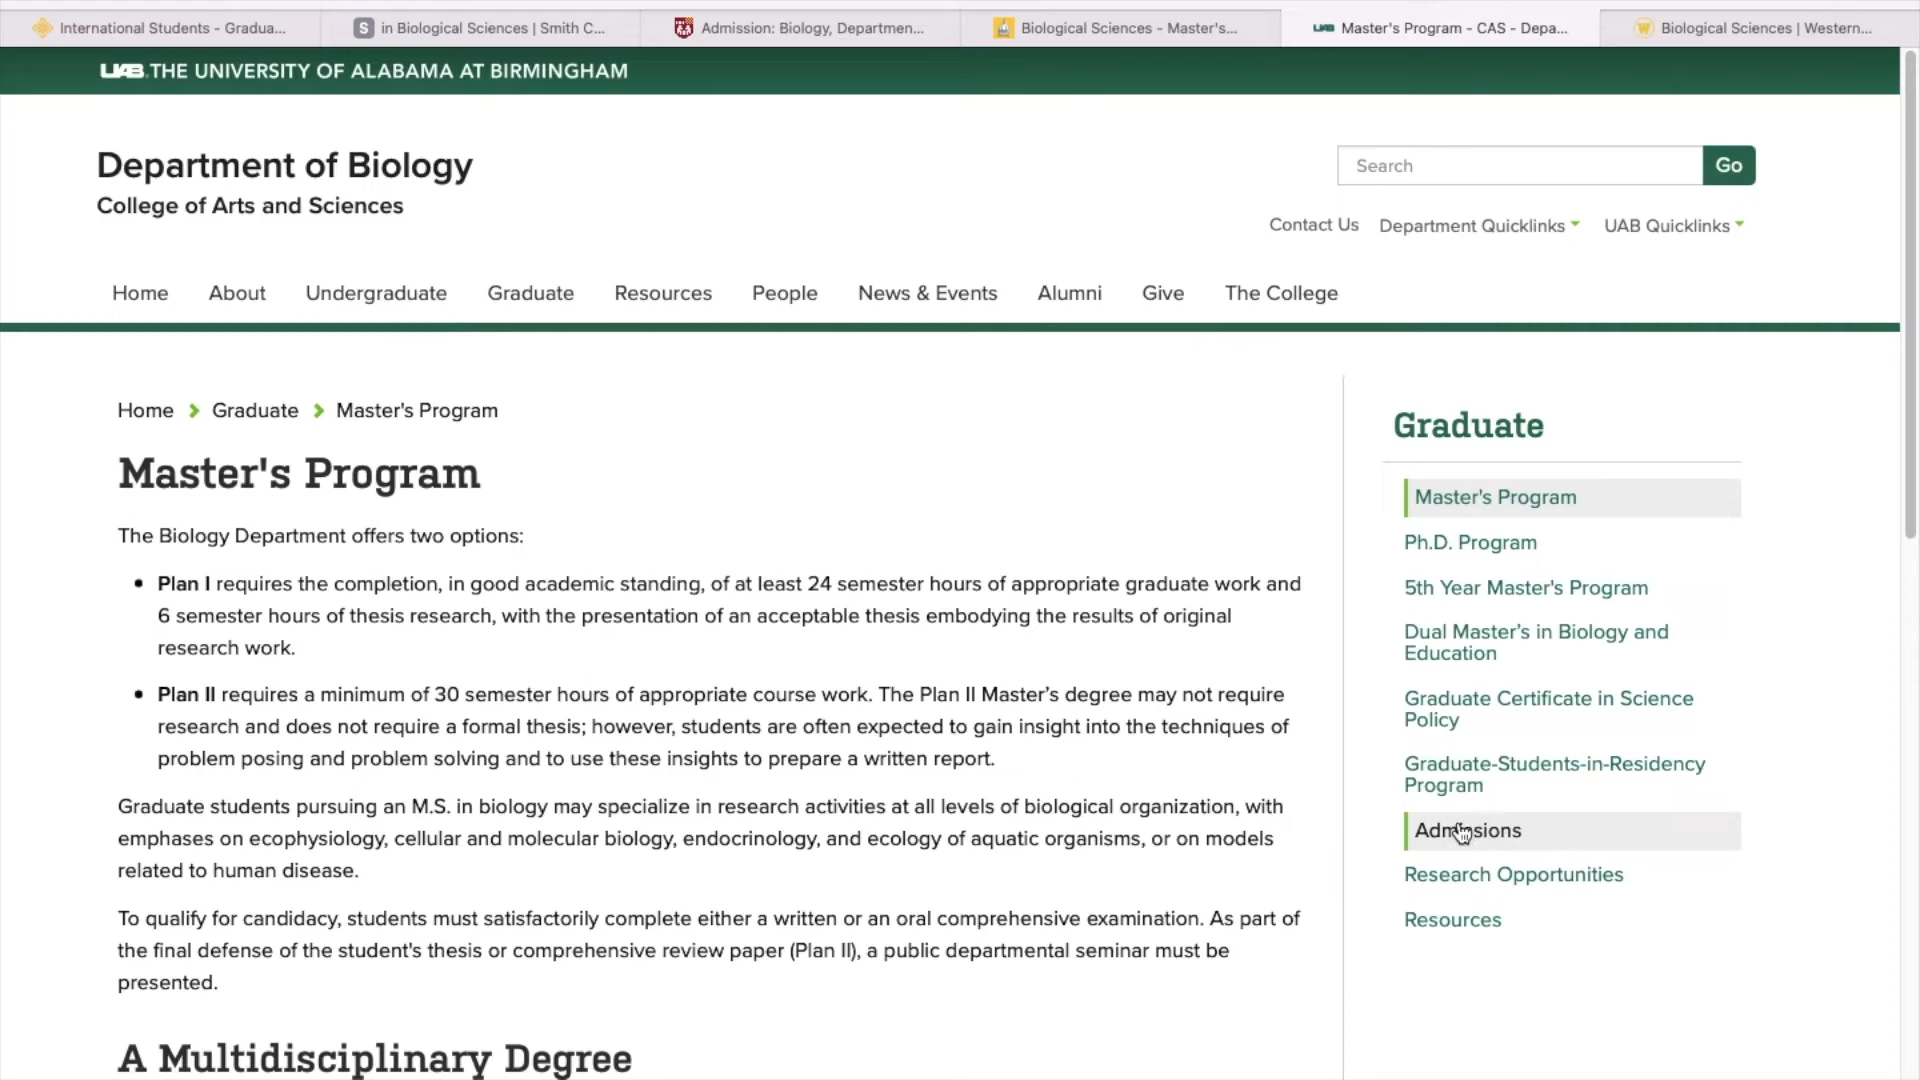 International Students - Gradua...
S in Biological Sciences | Smith C...
Admission: Biology, Departmen...
Biological Sciences - Master's...
UAB Master's Program - CAS - Depa...
W Biological Sciences | Western...
UAB THE UNIVERSITY OF ALABAMA AT BIRMINGHAM
Department of Biology
College of Arts and Sciences
Search
Go
Contact Us
Department Quicklinks
UAB Quicklinks
Home
About
Undergraduate
Graduate
Resources
People
News & Events
Alumni
Give
The College
Home > Graduate > Master's Program
Master's Program
The Biology Department offers two options:
• Plan I requires the completion, in good academic standing, of at least 24 semester hours of appropriate graduate work and
6 semester hours of thesis research, with the presentation of an acceptable thesis embodying the results of original
research work.
• Plan II requires a minimum of 30 semester hours of appropriate course work. The Plan II Master’s degree may not require
research and does not require a formal thesis; however, students are often expected to gain insight into the techniques of
problem posing and problem solving and to use these insights to prepare a written report.
Graduate students pursuing an M.S. in biology may specialize in research activities at all levels of biological organization, with
emphases on ecophysiology, cellular and molecular biology, endocrinology, and ecology of aquatic organisms, or on models
related to human disease.
To qualify for candidacy, students must satisfactorily complete either a written or an oral comprehensive examination. As part of
the final defense of the student's thesis or comprehensive review paper (Plan II), a public departmental seminar must be
presented.
A Multidisciplinary Degree
Graduate
Master's Program
Ph.D. Program
5th Year Master's Program
Dual Master’s in Biology and
Education
Graduate Certificate in Science
Policy
Graduate-Students-in-Residency
Program
Admissions
Research Opportunities
Resources